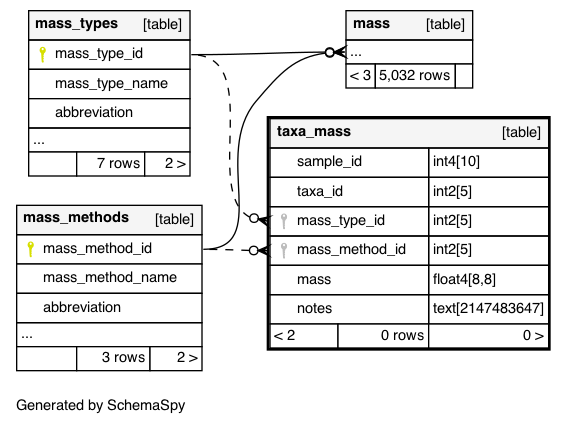 mass_types [table]
mass_type_id
mass_type_name
abbreviation
...
7 rows 2 >
mass [table]
...
< 3 5,032 rows
taxa_mass [table]
sample_id int4[10]
taxa_id int2[5]
mass_type_id int2[5]
mass_method_id int2[5]
mass float4[8,8]
notes text[2147483647]
< 2 0 rows 0 >
mass_methods [table]
mass_method_id
mass_method_name
abbreviation
...
3 rows 2 >
Generated by SchemaSpy